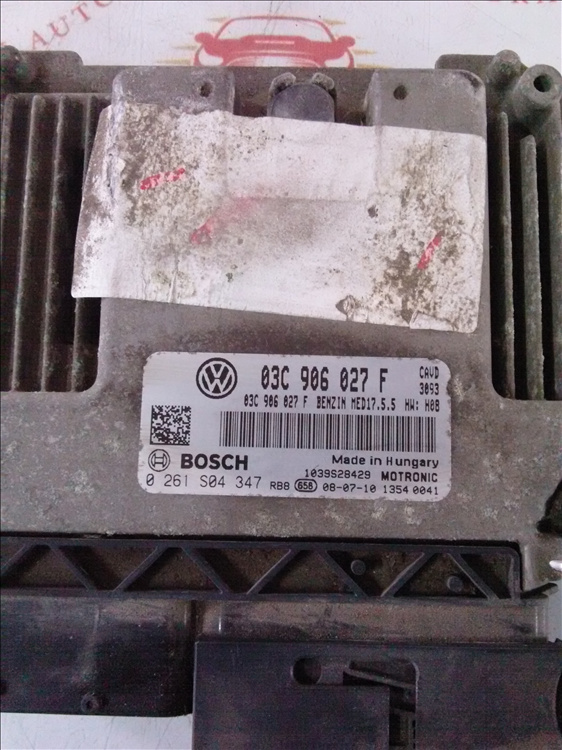 03C 906 027 F
CAVD
3093
03C 906 027 F BENZIN MED17.5.5 HW: H08
BOSCH
Made in Hungary
1039S28429 MOTRONIC
0 261 S04 347 RB8 658 08-07-10 1354 0041